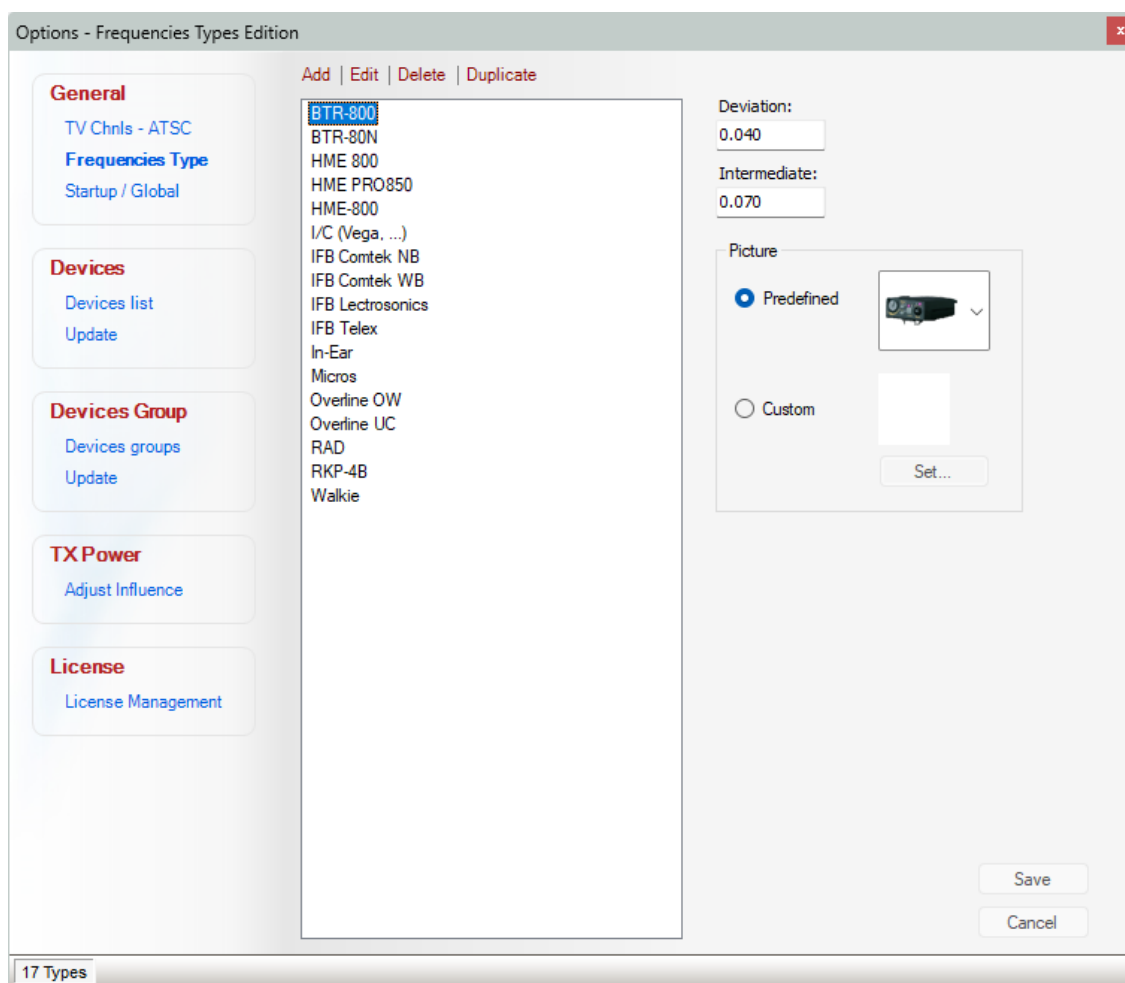 Options - Frequencies Types Edition
x
General
TV Chnls - ATSC
Frequencies Type
Startup / Global
Devices
Devices list
Update
Devices Group
Devices groups
Update
TX Power
Adjust Influence
License
License Management
Add | Edit | Delete | Duplicate
BTR-800
BTR-80N
HME 800
HME PRO850
HME-800
I/C (Vega, ...)
IFB Comtek NB
IFB Comtek WB
IFB Lectrosonics
IFB Telex
In-Ear
Micros
Overline OW
Overline UC
RAD
RKP-4B
Walkie
Deviation:
0.040
Intermediate:
0.070
Picture
Predefined
Custom
Set...
Save
Cancel
17 Types